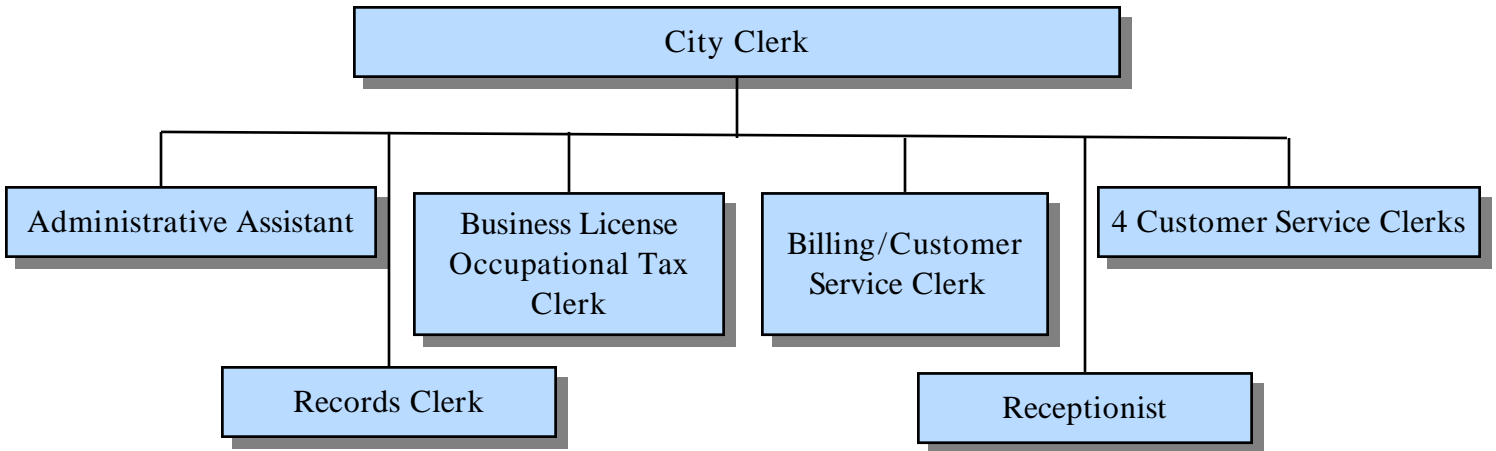 City Clerk
Administrative Assistant
Business License
Occupational Tax
Clerk
Billing/Customer
Service Clerk
4 Customer Service Clerks
Records Clerk
Receptionist